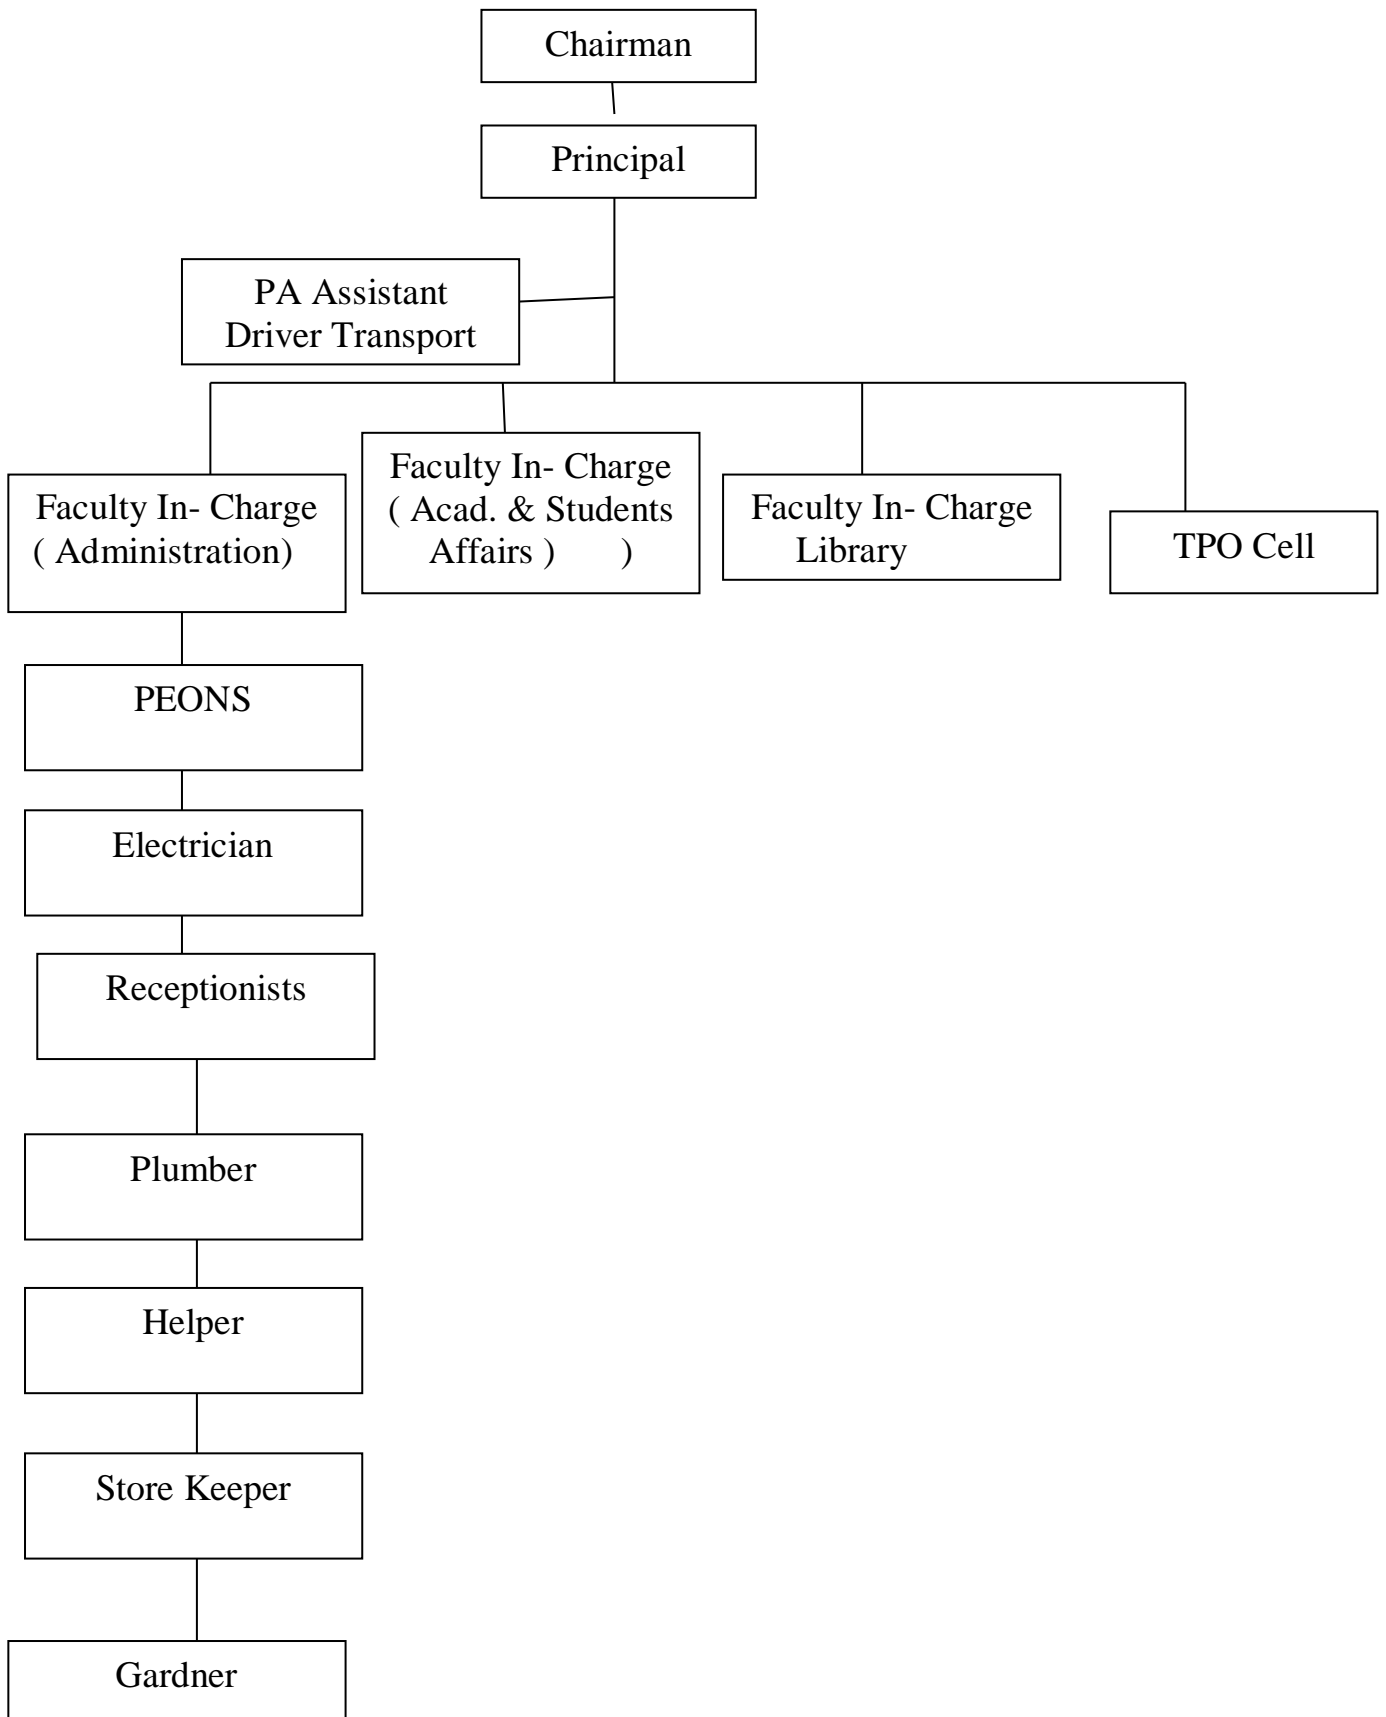 Chairman
Principal
PA Assistant
Driver Transport
Faculty In- Charge
( Administration)
Faculty In- Charge
( Acad. & Students
Affairs ) )
Faculty In- Charge
Library
TPO Cell
PEONS
Electrician
Receptionists
Plumber
Helper
Store Keeper
Gardner